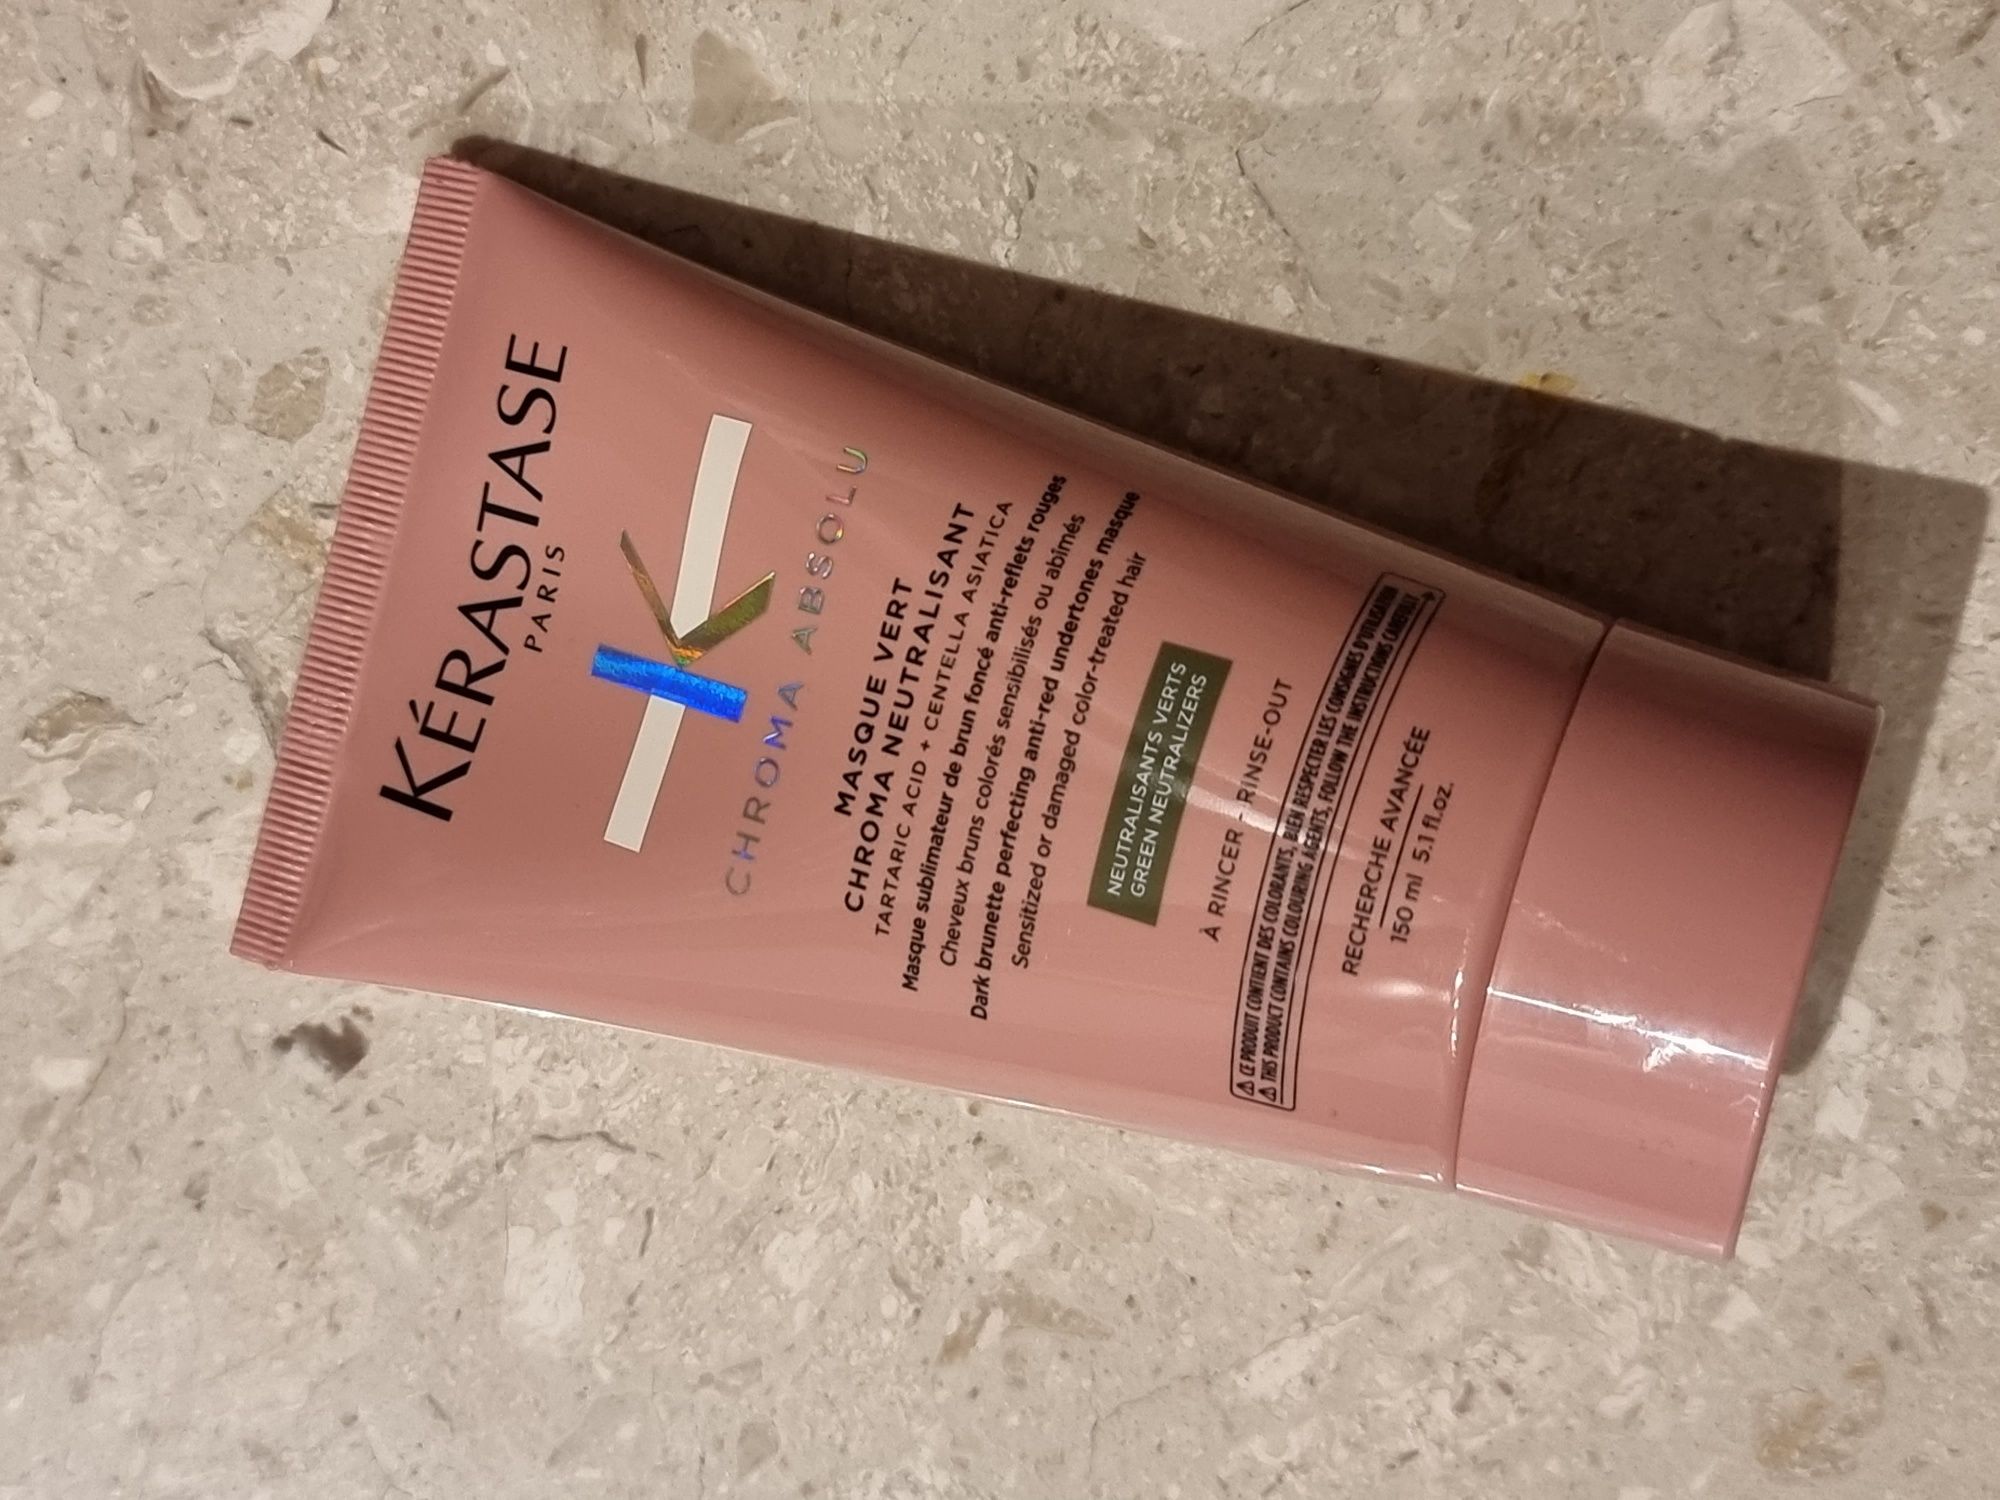 KÉRASTASE
PARIS
K
CHROMA ABSOLU
MASQUE VERT
CHROMA NEUTRALISANT
TARTARIC ACID + CENTELLA ASIATICA
Masque sublimateur de brun foncé anti-reflets rouges
Cheveux bruns colorés sensibilisés ou abimés
Dark brunette perfecting anti-red undertones masque
Sensitized or damaged color-treated hair
NEUTRALISANTS VERTS
GREEN NEUTRALIZERS
À RINCER - RINSE-OUT
⚠ CE PRODUIT CONTIENT DES COLORANTS, BIEN RESPECTER LES CONSIGNES D'UTILISATION
⚠ THIS PRODUCT CONTAINS COLOURING AGENTS, FOLLOW THE INSTRUCTIONS CAREFULLY
RECHERCHE AVANCÉE
150 ml 5.1 fl.oz.